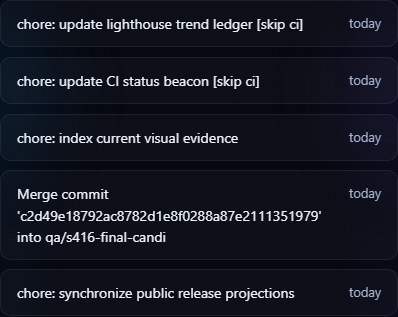 chore: update lighthouse trend ledger [skip ci] today
chore: update CI status beacon [skip ci] today
chore: index current visual evidence today
Merge commit today
'c2d49e18792ac8782d1e8f0288a87e2111351979'
into qa/s416-final-candi
chore: synchronize public release projections today